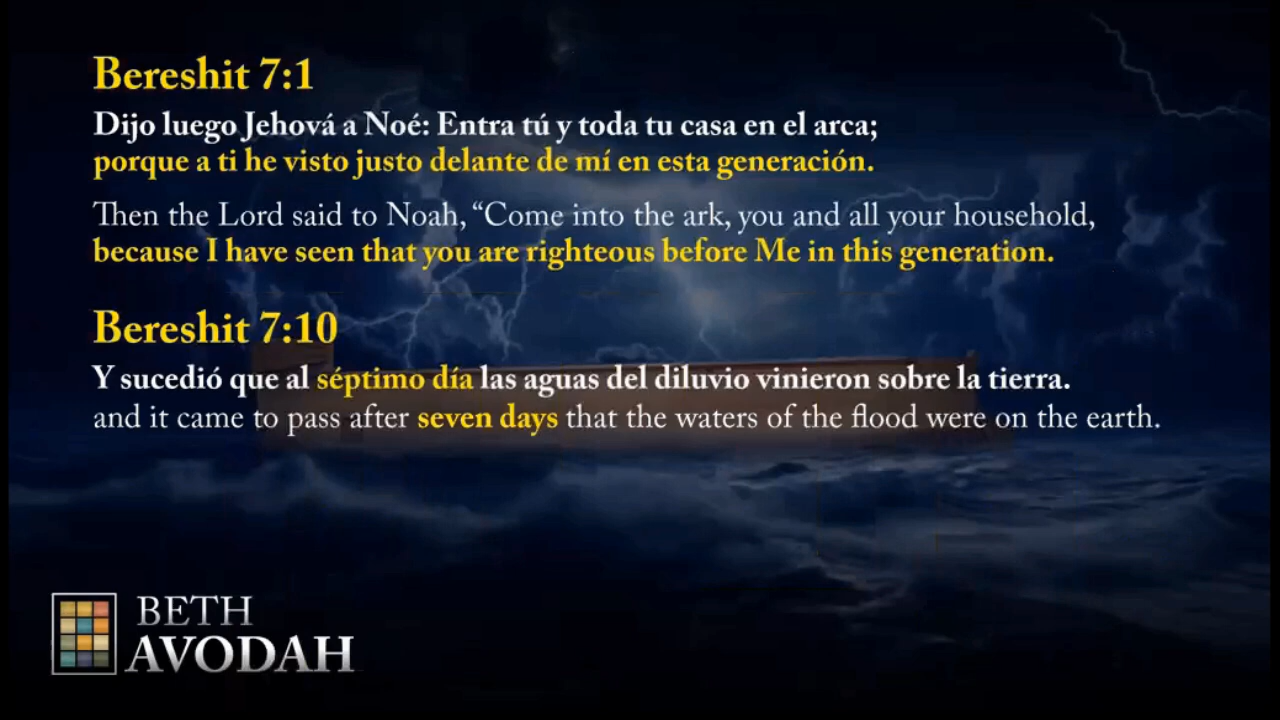 Bereshit 7:1
Dijo luego Jehová a Noé: Entra tú y toda tu casa en el arca;
porque a ti he visto justo delante de mí en esta generación.
Then the Lord said to Noah, “Come into the ark, you and all your household,
because I have seen that you are righteous before Me in this generation.
Bereshit 7:10
Y sucedió que al séptimo día las aguas del diluvio vinieron sobre la tierra.
and it came to pass after seven days that the waters of the flood were on the earth.
BETH
AVODAH